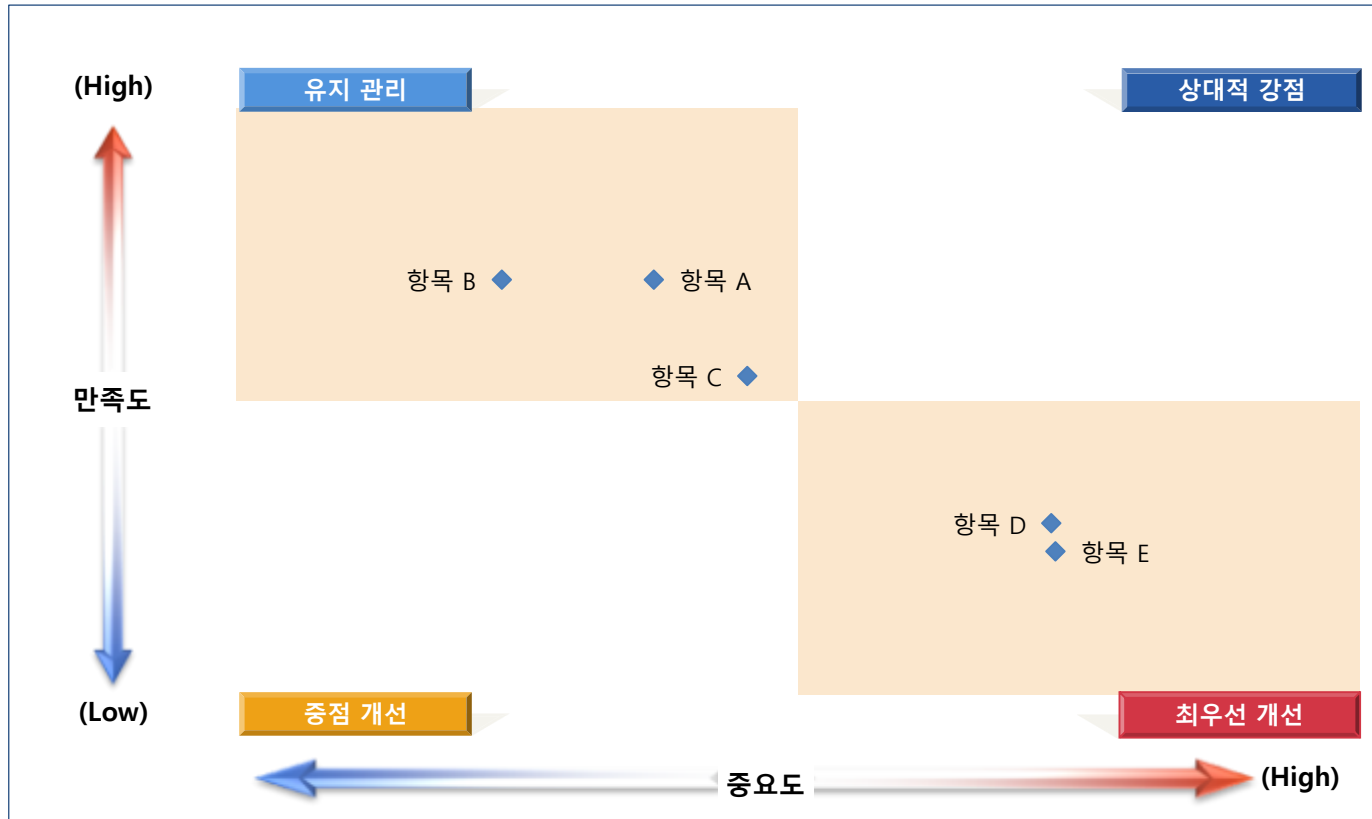 (High)
유지 관리
상대적 강점
항목 B
항목 A
항목 C
만족도
항목 D
항목 E
(Low)
중점 개선
최우선 개선
중요도
(High)